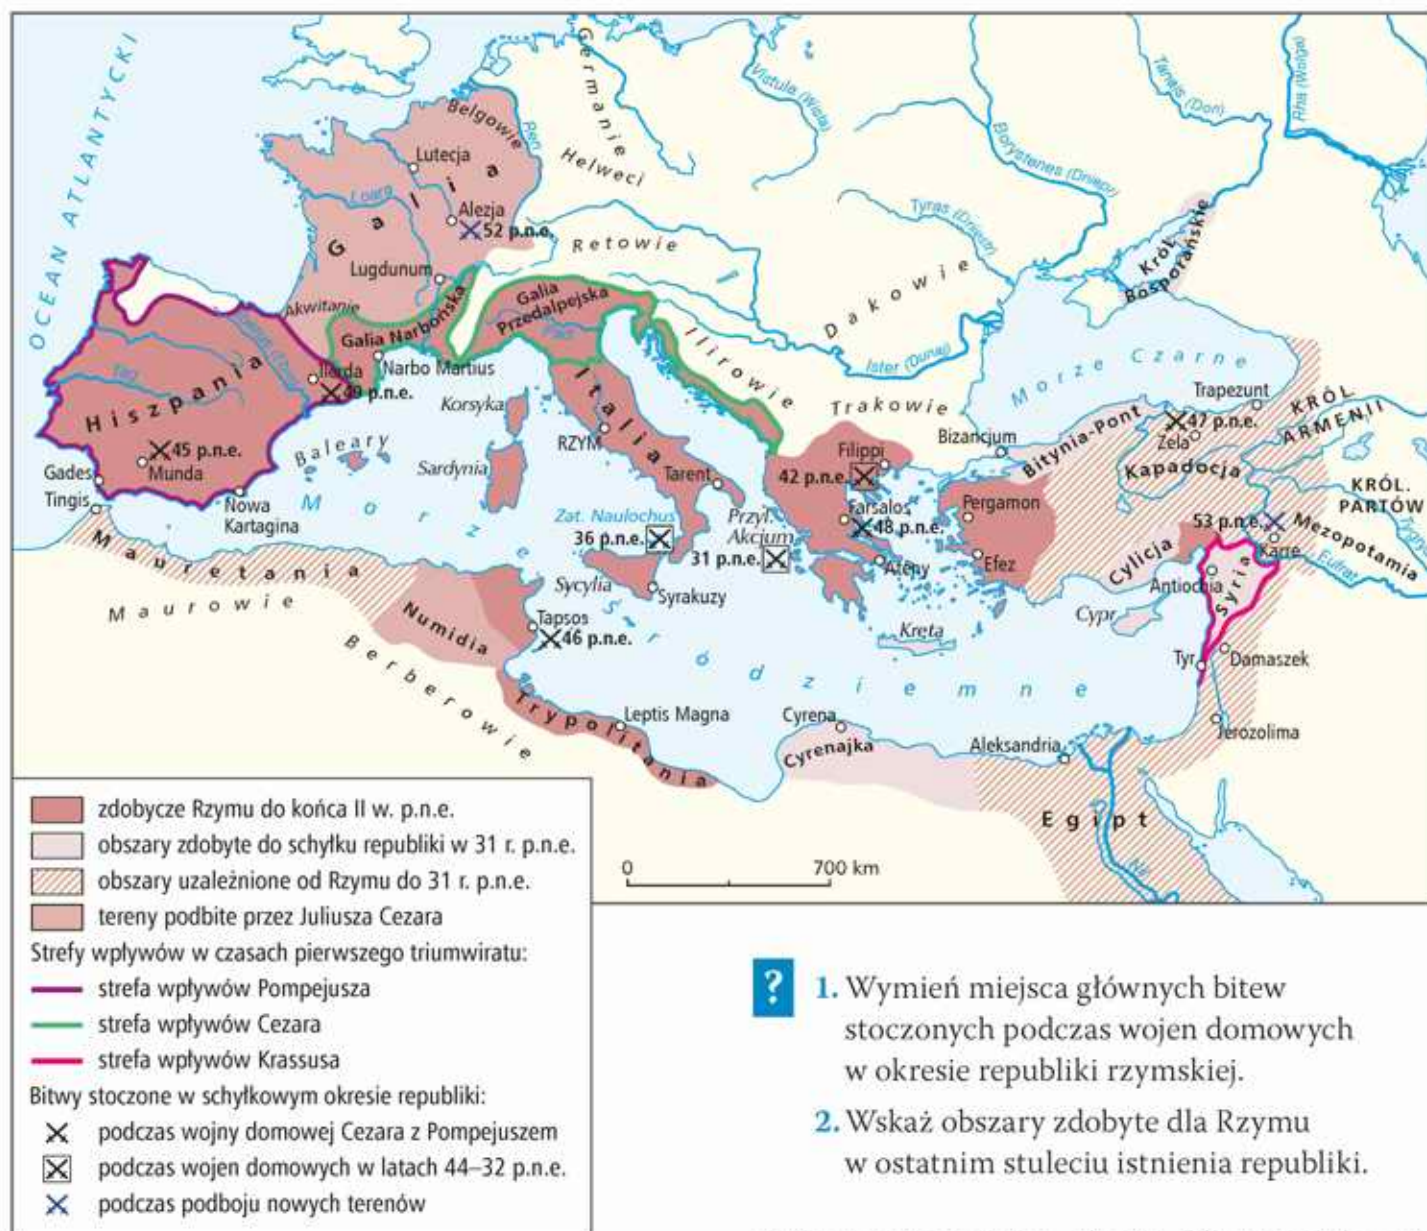 OCEAN ATLANTYCKI
Germanie
Vistula (Wisła)
Tanais (Don)
Rha (Wołga)
Belgowie
Ren
Borystenes (Dniepr)
Lutecja
Helweci
Galia
Loara
Alezja
52 p.n.e.
Tyras (Dniestr)
Król. Bosporańskie
Retowie
Lugdunum
Dakowie
Akwitanie
Galia Narbońska
Galia Przedalpejska
Ilirowie
Ister (Dunaj)
Morze Czarne
Trapezunt
Ilerda
49 p.n.e.
Narbo Martius
Tag
Hiszpania
Korsyka
Italia
Trakowie
KRÓL. ARMENII
47 p.n.e.
Zela
RZYM
Bizancjum
Bitynia-Pont
Baleary
45 p.n.e.
Munda
Sardynia
Filippi
42 p.n.e.
Kapadocja
KRÓL. PARTÓW
Gades
Tarent
Pergamon
Tingis
Nowa Kartagina
Morze Śródziemne
Zat. Naulochus
36 p.n.e.
Przyl. Akcjum
31 p.n.e.
Farsalos
48 p.n.e.
53 p.n.e.
Mezopotamia
Tygrys
Karre
Eufrat
Mauretania
Ateny
Efez
Cylicja
Antiochia
Syria
Sycylia
Syrakuzy
Maurowie
Numidia
Tapsos
46 p.n.e.
Kreta
Cypr
Berberowie
Tyr
Damaszek
Trypolitania
Leptis Magna
Cyrena
Cyrenajka
Aleksandria
Jerozolima
Egipt
Nil
zdobycze Rzymu do końca II w. p.n.e.
obszary zdobyte do schyłku republiki w 31 r. p.n.e.
obszary uzależnione od Rzymu do 31 r. p.n.e.
tereny podbite przez Juliusza Cezara
Strefy wpływów w czasach pierwszego triumwiratu:
strefa wpływów Pompejusza
strefa wpływów Cezara
strefa wpływów Krassusa
Bitwy stoczone w schyłkowym okresie republiki:
podczas wojny domowej Cezara z Pompejuszem
podczas wojen domowych w latach 44–32 p.n.e.
podczas podboju nowych terenów
0 700 km
? 1. Wymień miejsca głównych bitew
stoczonych podczas wojen domowych
w okresie republiki rzymskiej.
2. Wskaż obszary zdobyte dla Rzymu
w ostatnim stuleciu istnienia republiki.